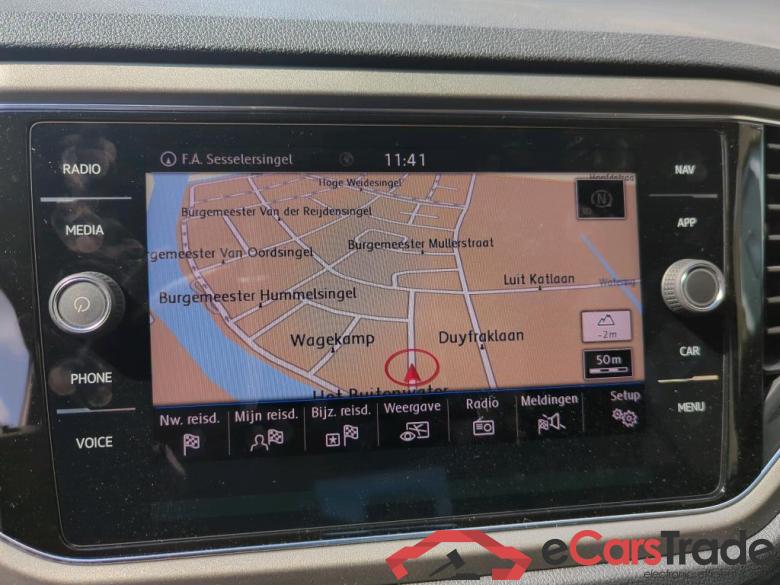 F.A. Sesselersingel
11:41
RADIO
MEDIA
PHONE
VOICE
NAV
APP
CAR
MENU
Hoge Weidesingel
Burgemeester Van der Reijdensingel
Burgemeester Mullerstraat
gemeester Van Oordsingel
Luit Katlaan
Burgemeester Hummelsingel
Wagekamp
Duyfraklaan
Het Buitenwater
N
-2m
50m
Nw. reisd.
Mijn reisd.
Bijz. reisd.
Weergave
Radio
Meldingen
Setup
eCarsTrade